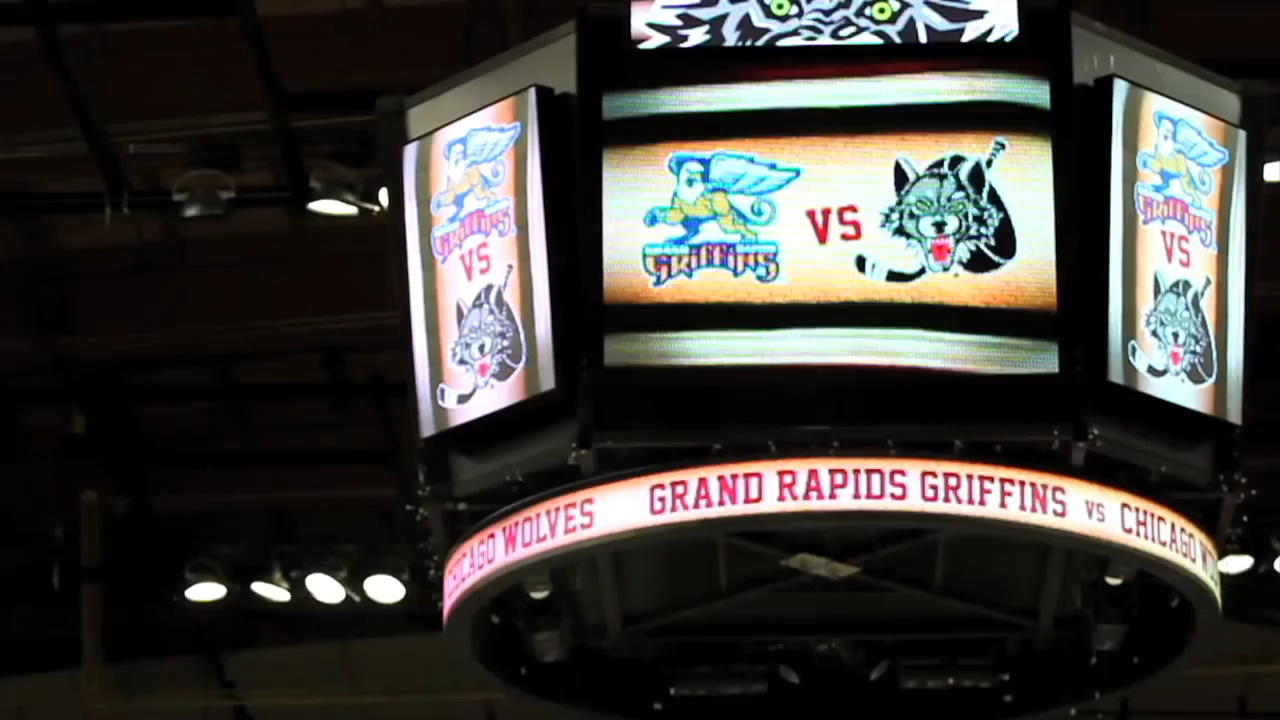 GRIFFINS
VS
GRIFFINS
VS
GRIFFINS
VS
CHICAGO WOLVES GRAND RAPIDS GRIFFINS VS CHICAGO